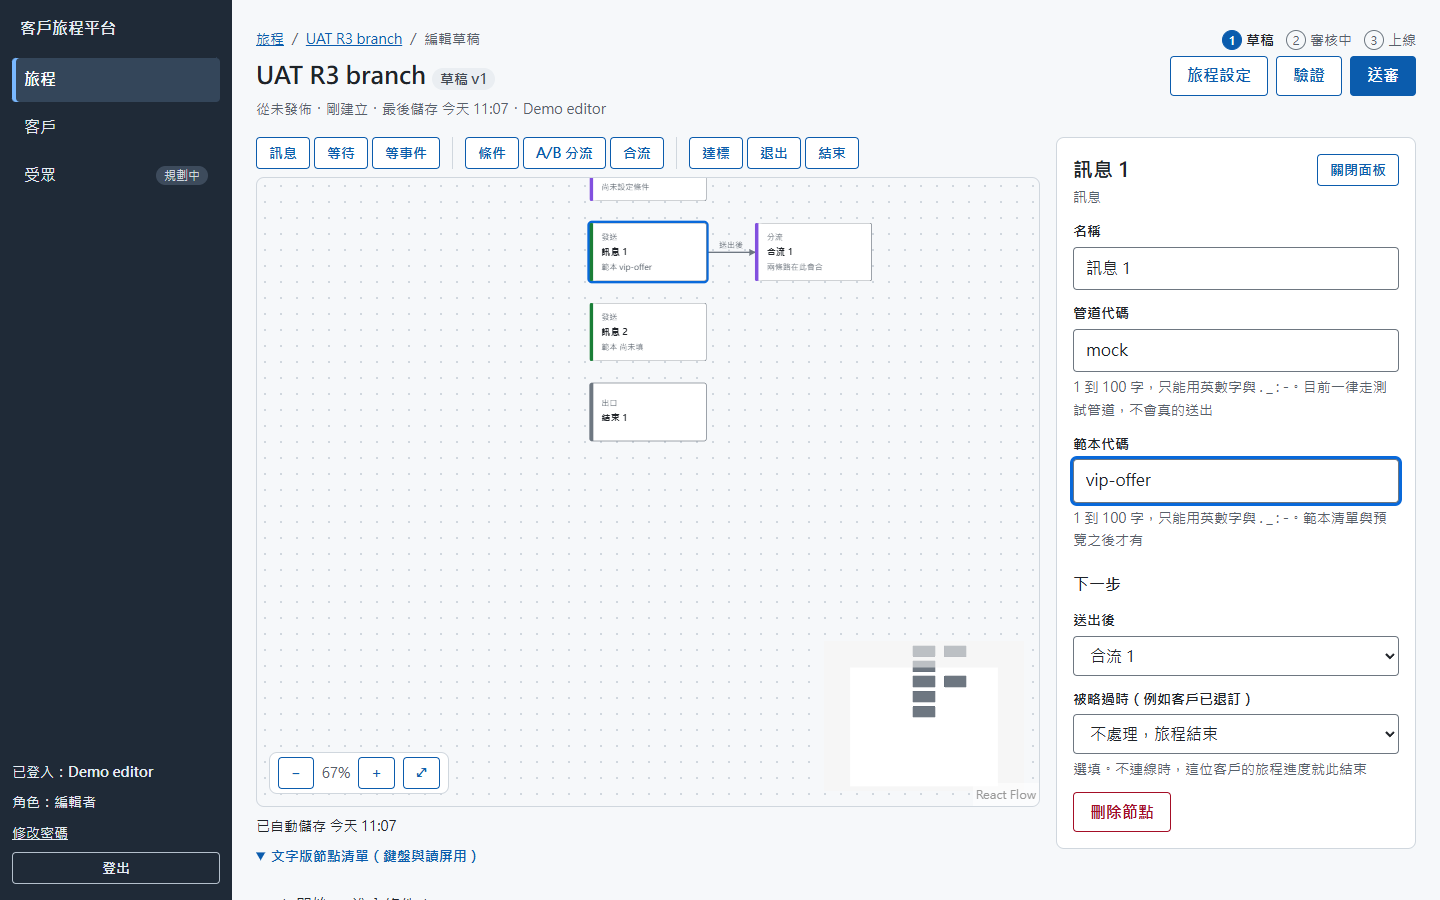 客戶旅程平台
旅程
客戶
受眾 規劃中
已登入：Demo editor
角色：編輯者
修改密碼
登出
旅程 / UAT R3 branch / 編輯草稿
UAT R3 branch 草稿 v1
從未發佈·剛建立·最後儲存 今天 11:07·Demo editor
1 草稿 2 審核中 3 上線
旅程設定 驗證 送審
訊息 等待 等事件 條件 A/B 分流 合流 達標 退出 結束
尚未設定條件
發送
訊息 1
範本 vip-offer
送出後
分流
合流 1
兩條路在此會合
發送
訊息 2
範本 尚未填
出口
結束 1
− 67% +
React Flow
已自動儲存 今天 11:07
▼ 文字版節點清單（鍵盤與讀屏用）
訊息 1
關閉面板
訊息
名稱
訊息 1
管道代碼
mock
1 到 100 字，只能用英數字與 . _ : -。目前一律走測
試管道，不會真的送出
範本代碼
vip-offer
1 到 100 字，只能用英數字與 . _ : -。範本清單與預
覽之後才有
下一步
送出後
合流 1
被略過時（例如客戶已退訂）
不處理，旅程結束
選填。不連線時，這位客戶的旅程進度就此結束
刪除節點